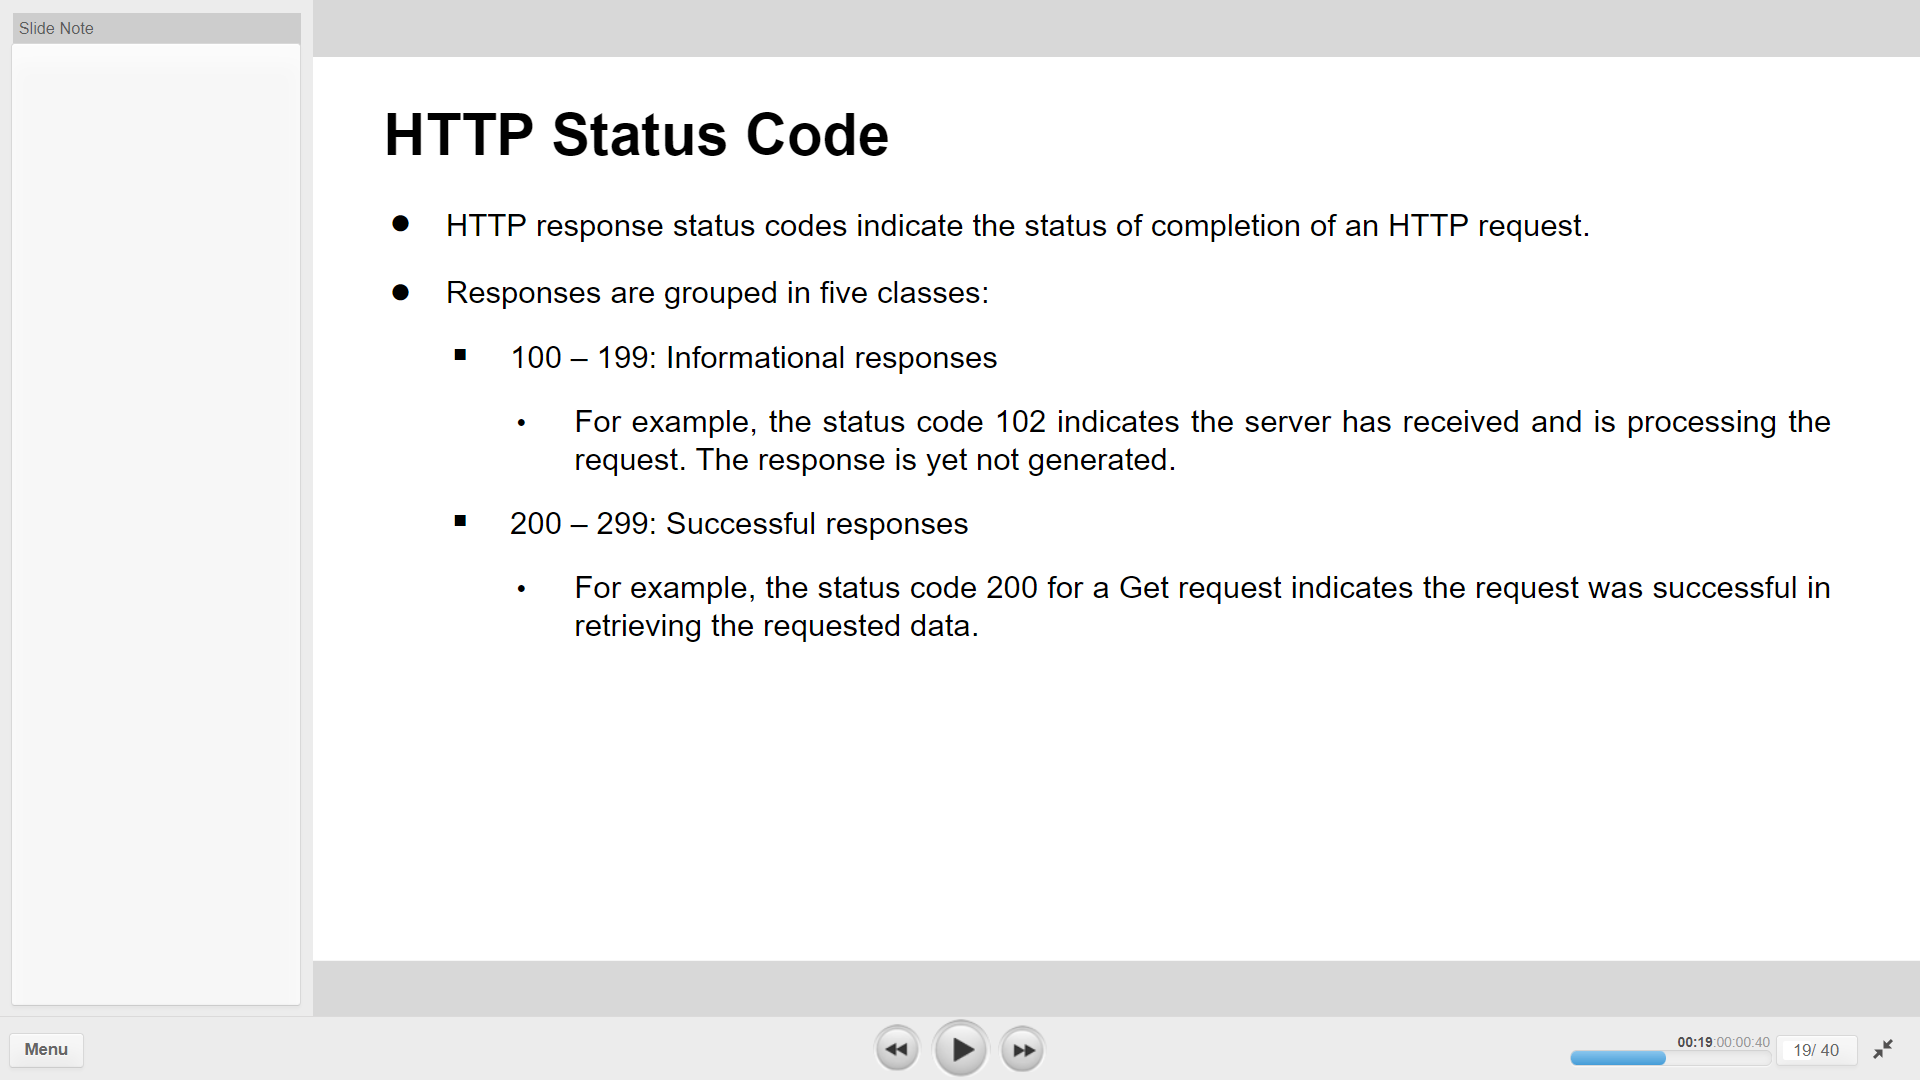 Slide Note
HTTP Status Code
● HTTP response status codes indicate the status of completion of an HTTP request.
● Responses are grouped in five classes:
■ 100 – 199: Informational responses
• For example, the status code 102 indicates the server has received and is processing the
request. The response is yet not generated.
■ 200 – 299: Successful responses
• For example, the status code 200 for a Get request indicates the request was successful in
retrieving the requested data.
Menu
00:19:00:00:40
19/ 40